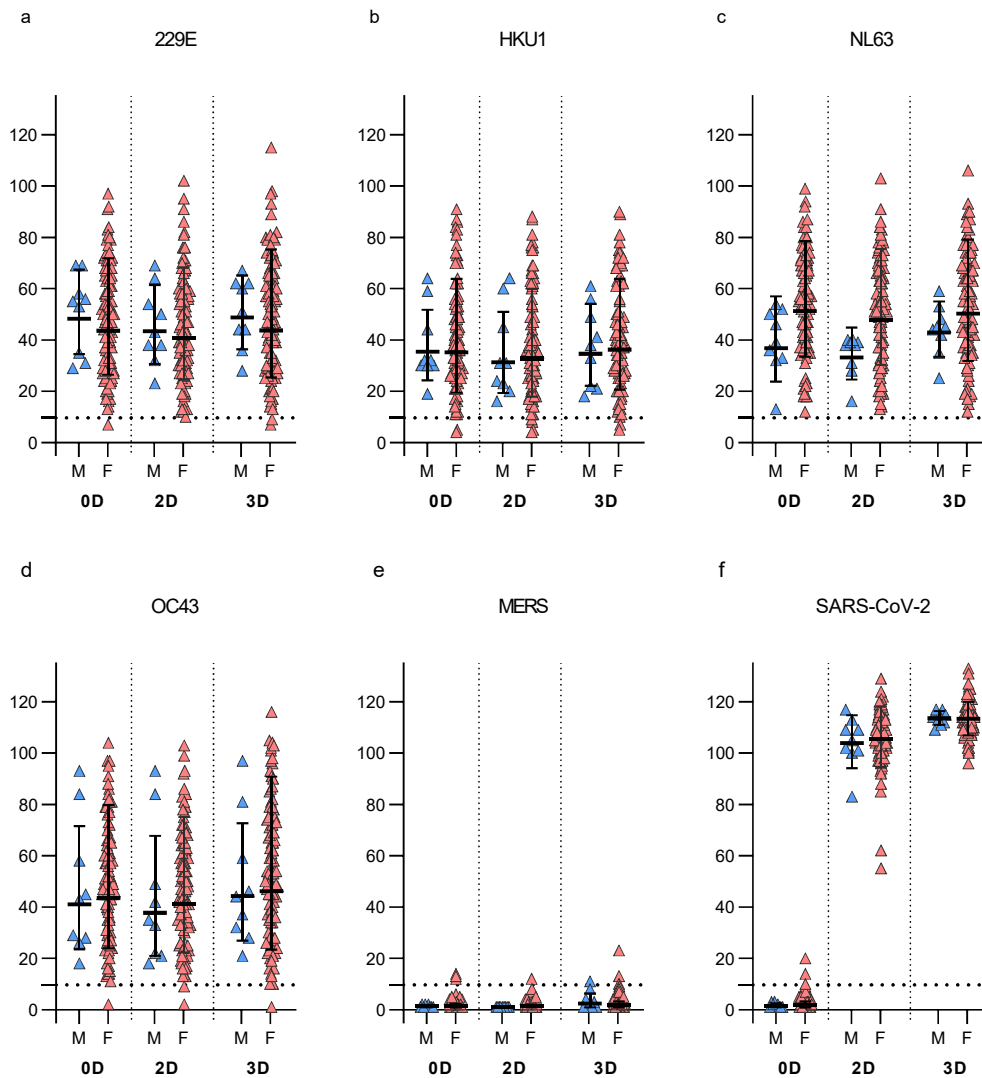 a b c
229E HKU1 NL63
120 120 120
100 100 100
80 80 80
60 60 60
40 40 40
20 20 20
0 0 0
M F M F M F M F M F M F M F M F M F
0D 2D 3D 0D 2D 3D 0D 2D 3D
d e f
OC43 MERS SARS-CoV-2
120 120 120
100 100 100
80 80 80
60 60 60
40 40 40
20 20 20
0 0 0
M F M F M F M F M F M F M F M F M F
0D 2D 3D 0D 2D 3D 0D 2D 3D